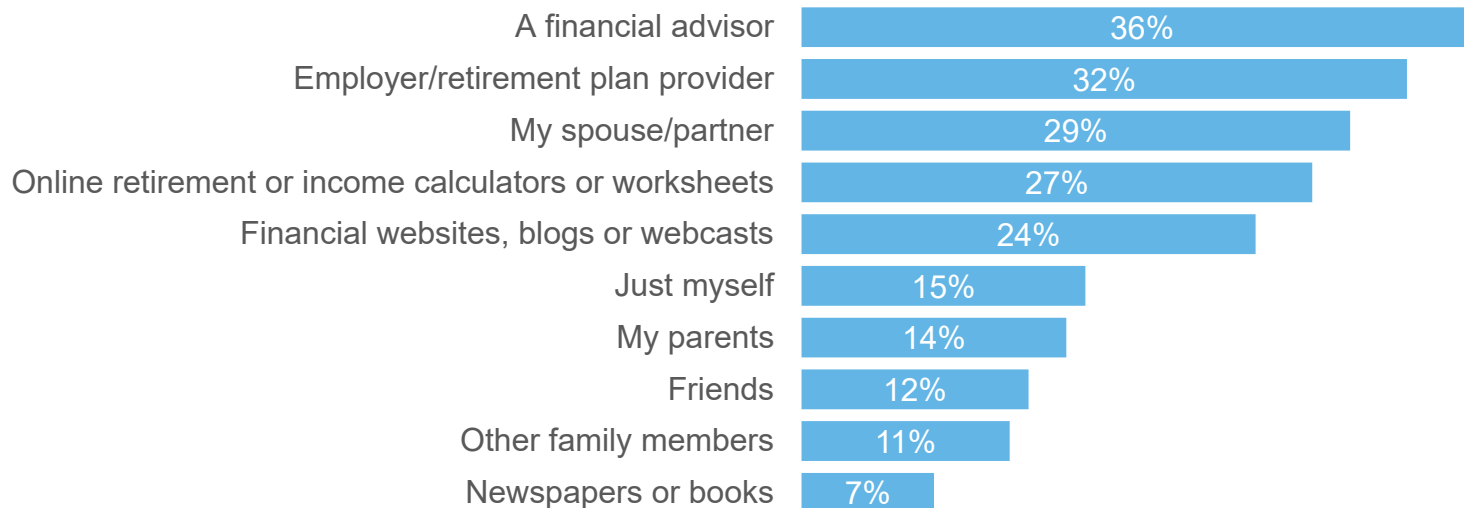 A financial advisor 36%
Employer/retirement plan provider 32%
My spouse/partner 29%
Online retirement or income calculators or worksheets 27%
Financial websites, blogs or webcasts 24%
Just myself 15%
My parents 14%
Friends 12%
Other family members 11%
Newspapers or books 7%